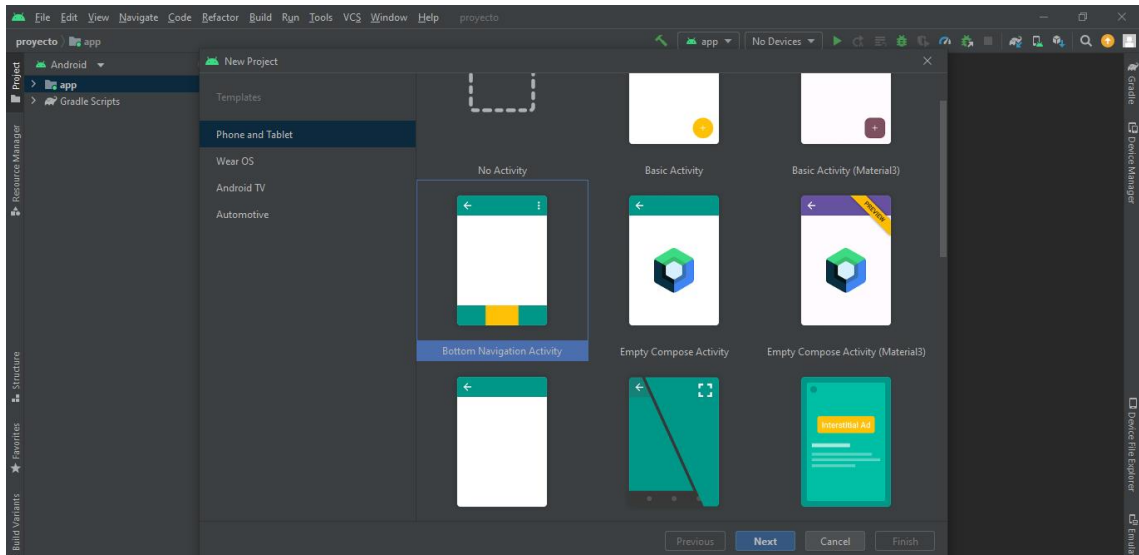 File Edit View Navigate Code Refactor Build Run Tools VCS Window Help proyecto
proyecto app
app
No Devices
Project
Resource Manager
Structure
Favorites
Build Variants
Android
app
Gradle Scripts
New Project
Templates
Phone and Tablet
Wear OS
Android TV
Automotive
No Activity
Basic Activity
Basic Activity (Material3)
PREVIEW
Bottom Navigation Activity
Empty Compose Activity
Empty Compose Activity (Material3)
Interstitial Ad
Previous
Next
Cancel
Finish
Gradle
Device Manager
Device File Explorer